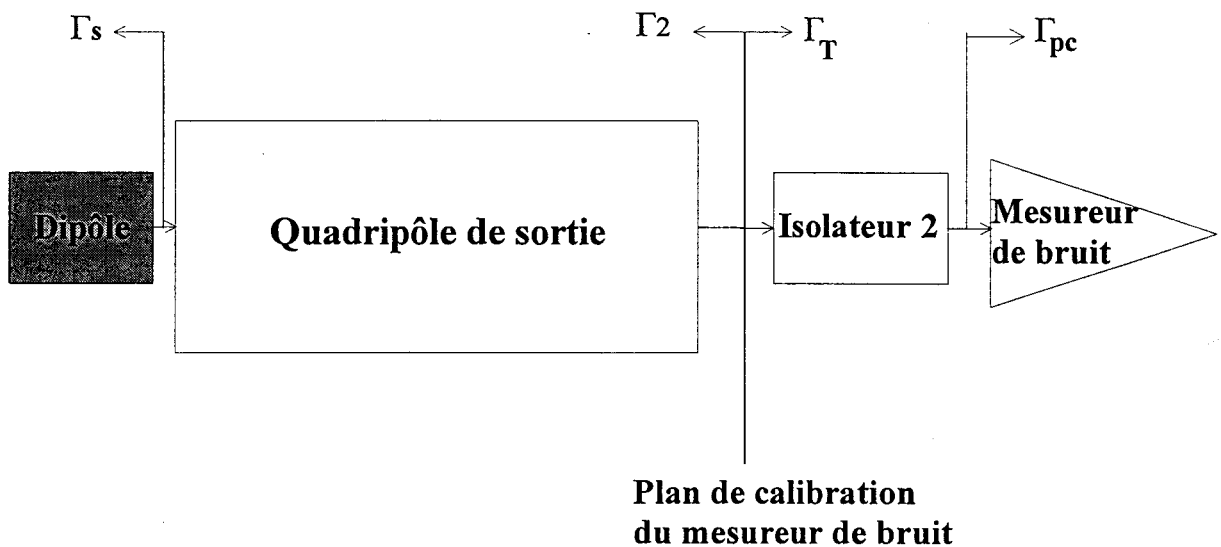 Γs
Γ2
ΓT
Γpc
Dipôle
Quadripôle de sortie
Isolateur 2
Mesureur
de bruit
Plan de calibration
du mesureur de bruit